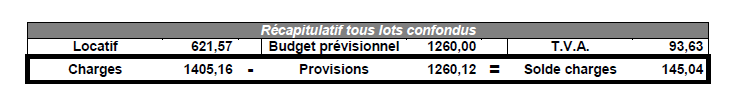 Récapitulatif tous lots confondus
Locatif 621,57 Budget prévisionnel 1260,00 T.V.A. 93,63
Charges 1405,16 - Provisions 1260,12 = Solde charges 145,04